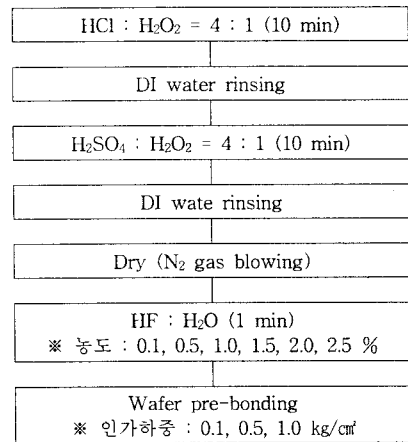 HCl : H₂O₂ = 4 : 1 (10 min)
DI water rinsing
H₂SO₄ : H₂O₂ = 4 : 1 (10 min)
DI wate rinsing
Dry (N₂ gas blowing)
HF : H₂O (1 min)
※ 농도 : 0.1, 0.5, 1.0, 1.5, 2.0, 2.5 %
Wafer pre-bonding
※ 인가하중 : 0.1, 0.5, 1.0 kg/㎠